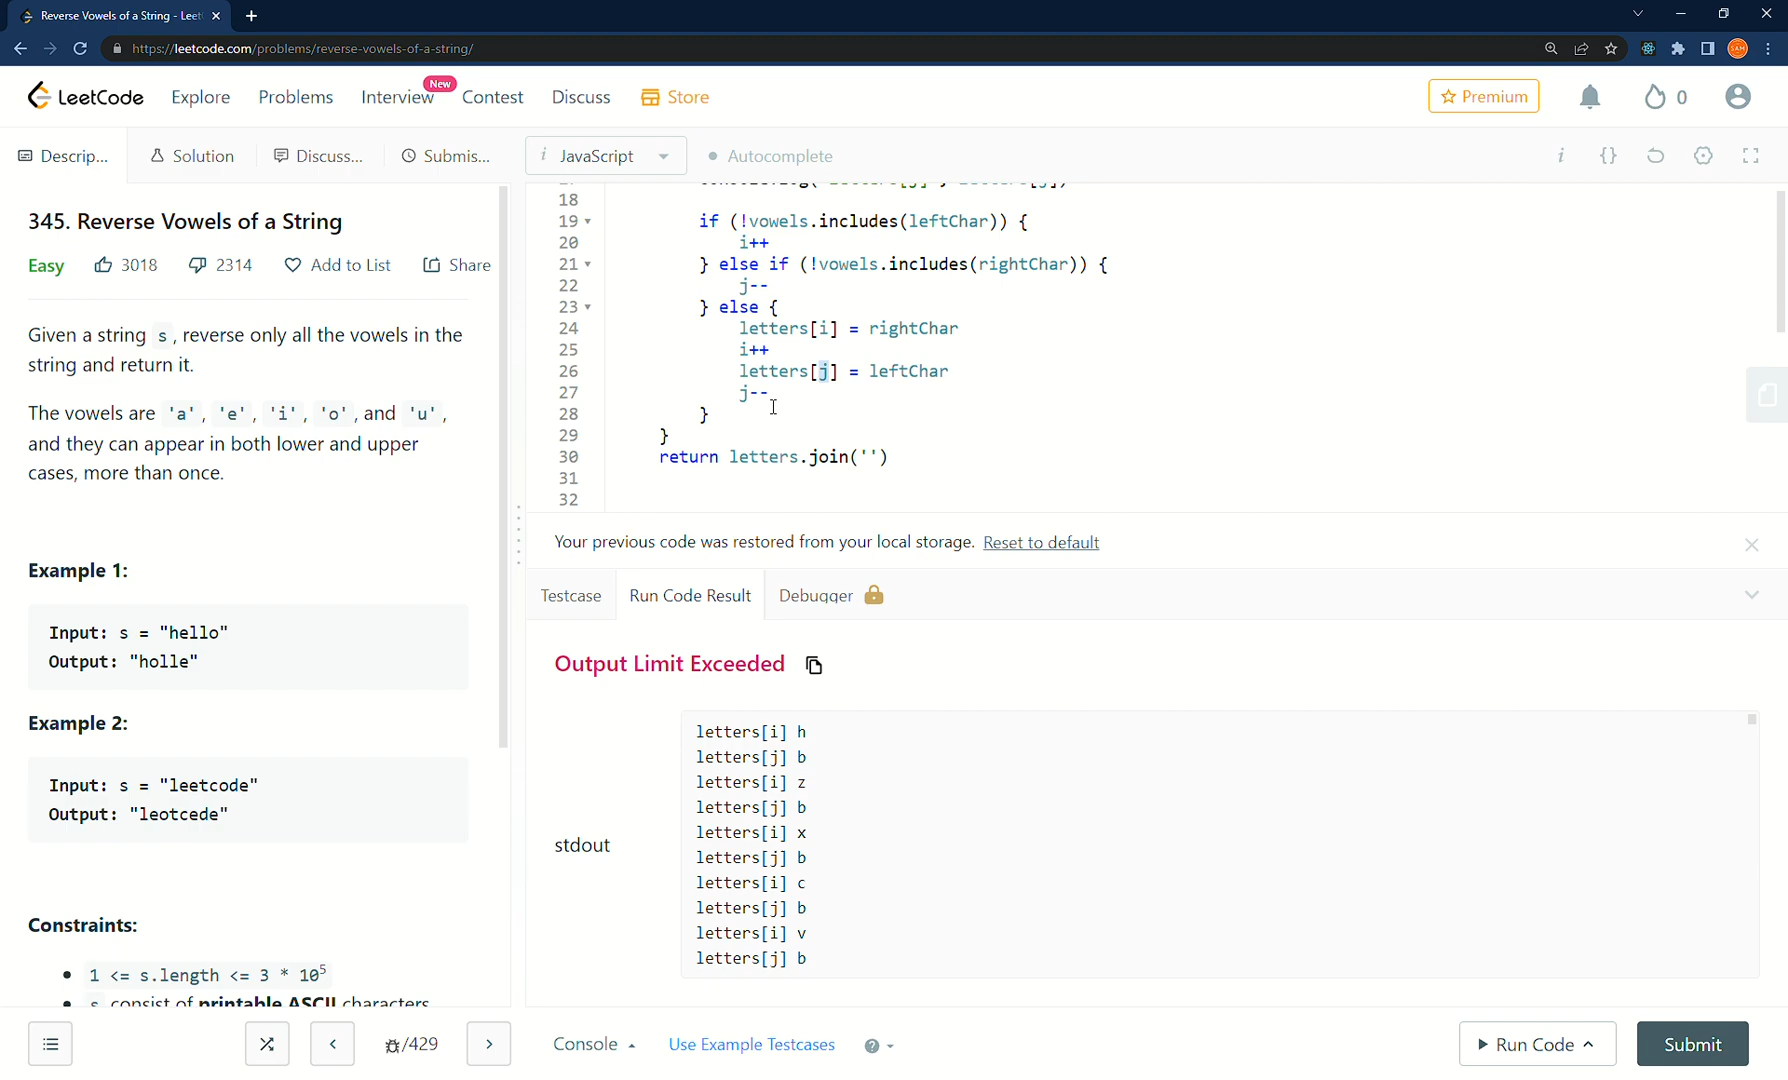 Reverse Vowels of a String - Leet
https://leetcode.com/problems/reverse-vowels-of-a-string/
SAM
LeetCode
Explore
Problems
Interview
New
Contest
Discuss
Store
Premium
0
Descrip...
Solution
Discuss...
Submis...
i JavaScript
Autocomplete
345. Reverse Vowels of a String
Easy
3018
2314
Add to List
Share
Given a string s, reverse only all the vowels in the
string and return it.
The vowels are 'a', 'e', 'i', 'o', and 'u',
and they can appear in both lower and upper
cases, more than once.
Example 1:
Input: s = "hello"
Output: "holle"
Example 2:
Input: s = "leetcode"
Output: "leotcede"
Constraints:
1 <= s.length <= 3 * 10^5
s consist of printable ASCII characters
/429
18
19 if (!vowels.includes(leftChar)) {
20 i++
21 } else if (!vowels.includes(rightChar)) {
22 j--
23 } else {
24 letters[i] = rightChar
25 i++
26 letters[j] = leftChar
27 j--
28 }
29 }
30 return letters.join('')
31
32
Your previous code was restored from your local storage. Reset to default
Testcase
Run Code Result
Debugger
Output Limit Exceeded
stdout
letters[i] h
letters[j] b
letters[i] z
letters[j] b
letters[i] x
letters[j] b
letters[i] c
letters[j] b
letters[i] v
letters[j] b
Console
Use Example Testcases
Run Code
Submit